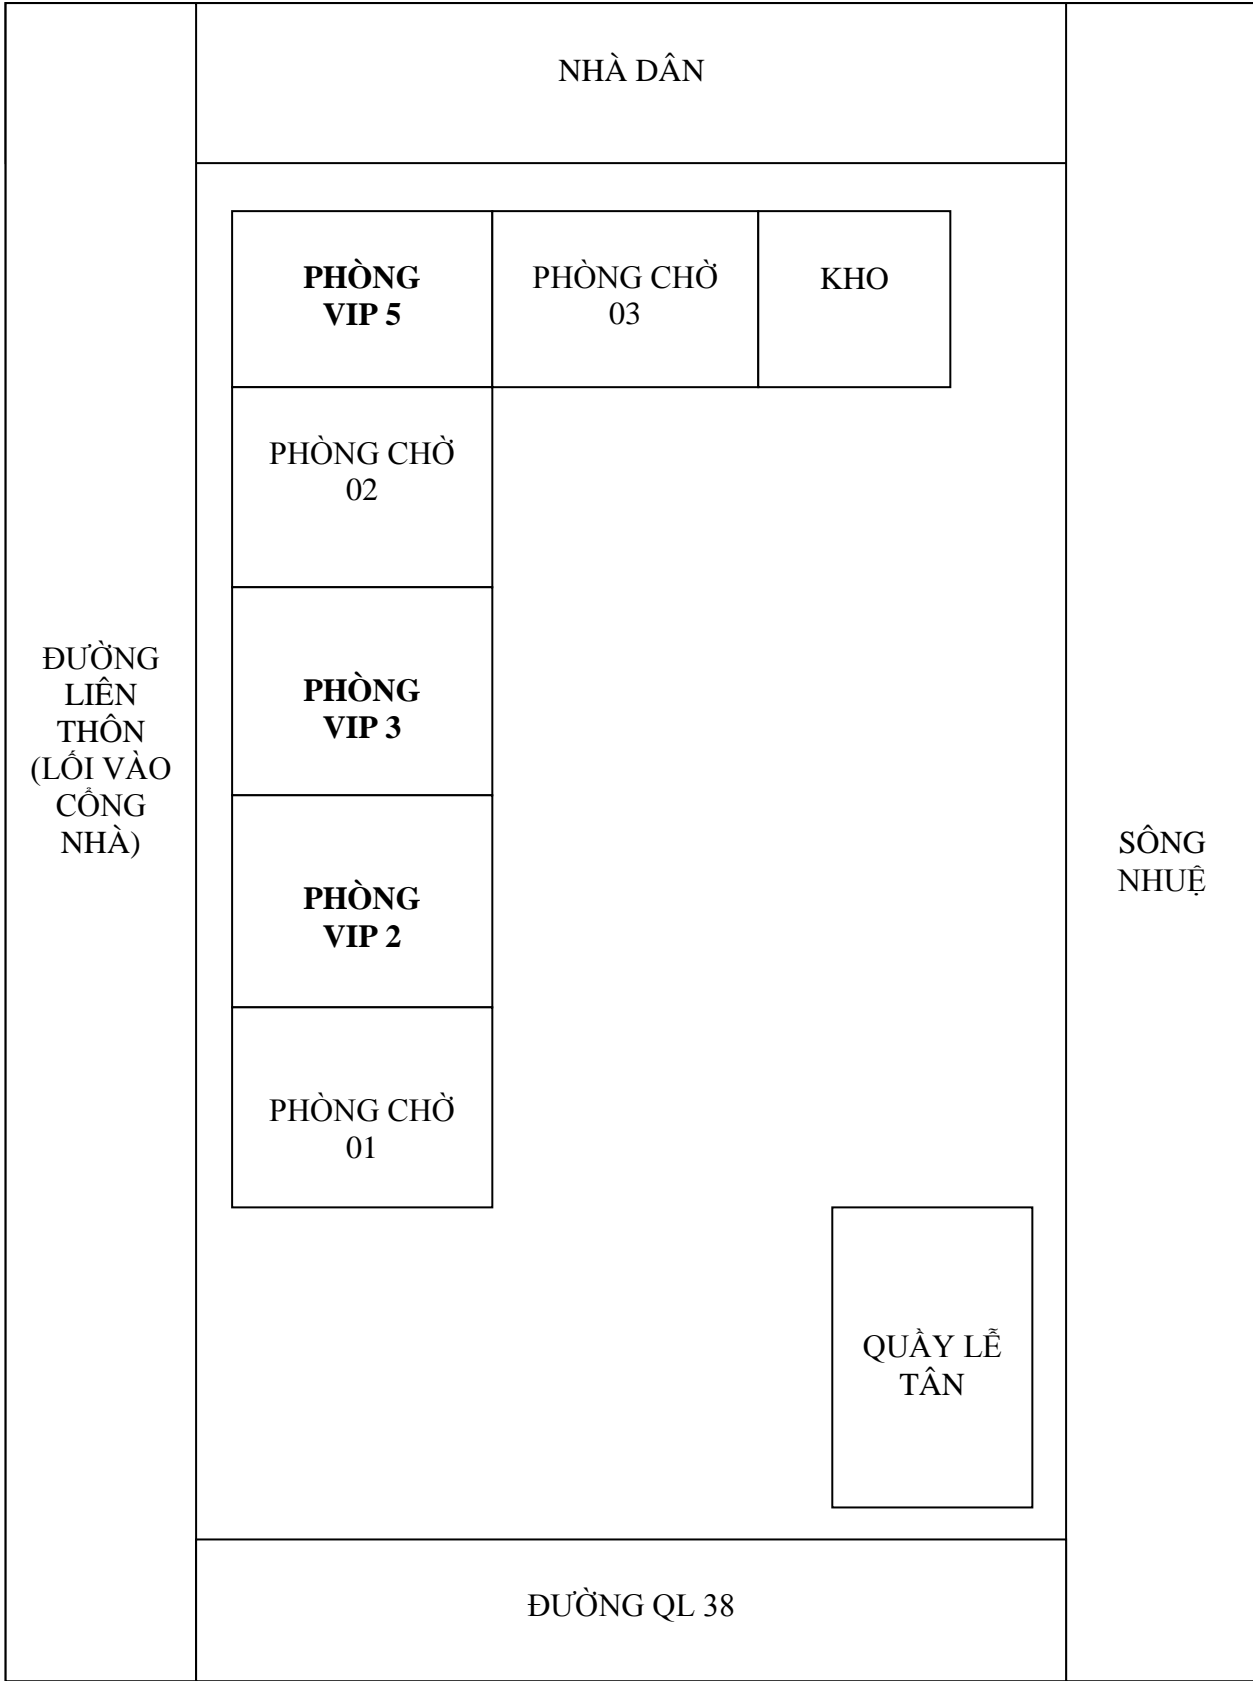 NHÀ DÂN
PHÒNG
VIP 5
PHÒNG CHỜ
03
KHO
PHÒNG CHỜ
02
ĐƯỜNG
LIÊN
THÔN
(LỐI VÀO
CỔNG
NHÀ)
PHÒNG
VIP 3
PHÒNG
VIP 2
SÔNG
NHUỆ
PHÒNG CHỜ
01
QUẦY LỄ
TÂN
ĐƯỜNG QL 38